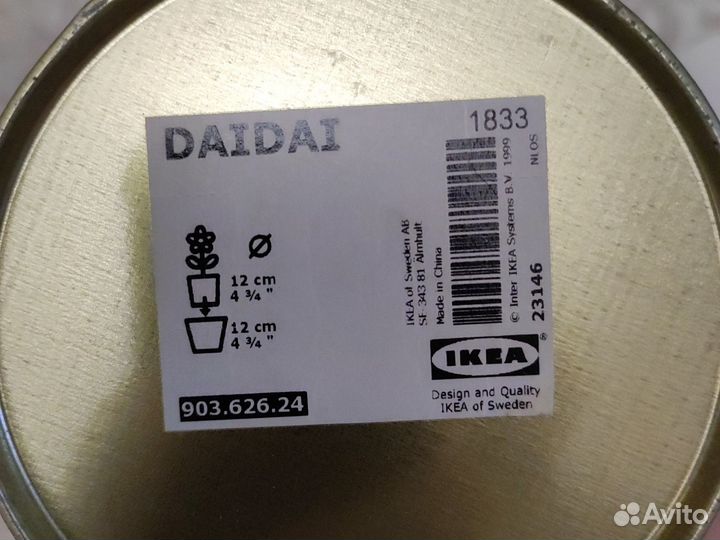 DAIDAI
1833
Ø
12 cm
4 ¾ "
12 cm
4 ¾ "
903.626.24
IKEA of Sweden AB
SE-343 81 Älmhult
Made in China
© Inter IKEA Systems B.V. 1999
23146
IKEA
®
Design and Quality
IKEA of Sweden
Avito